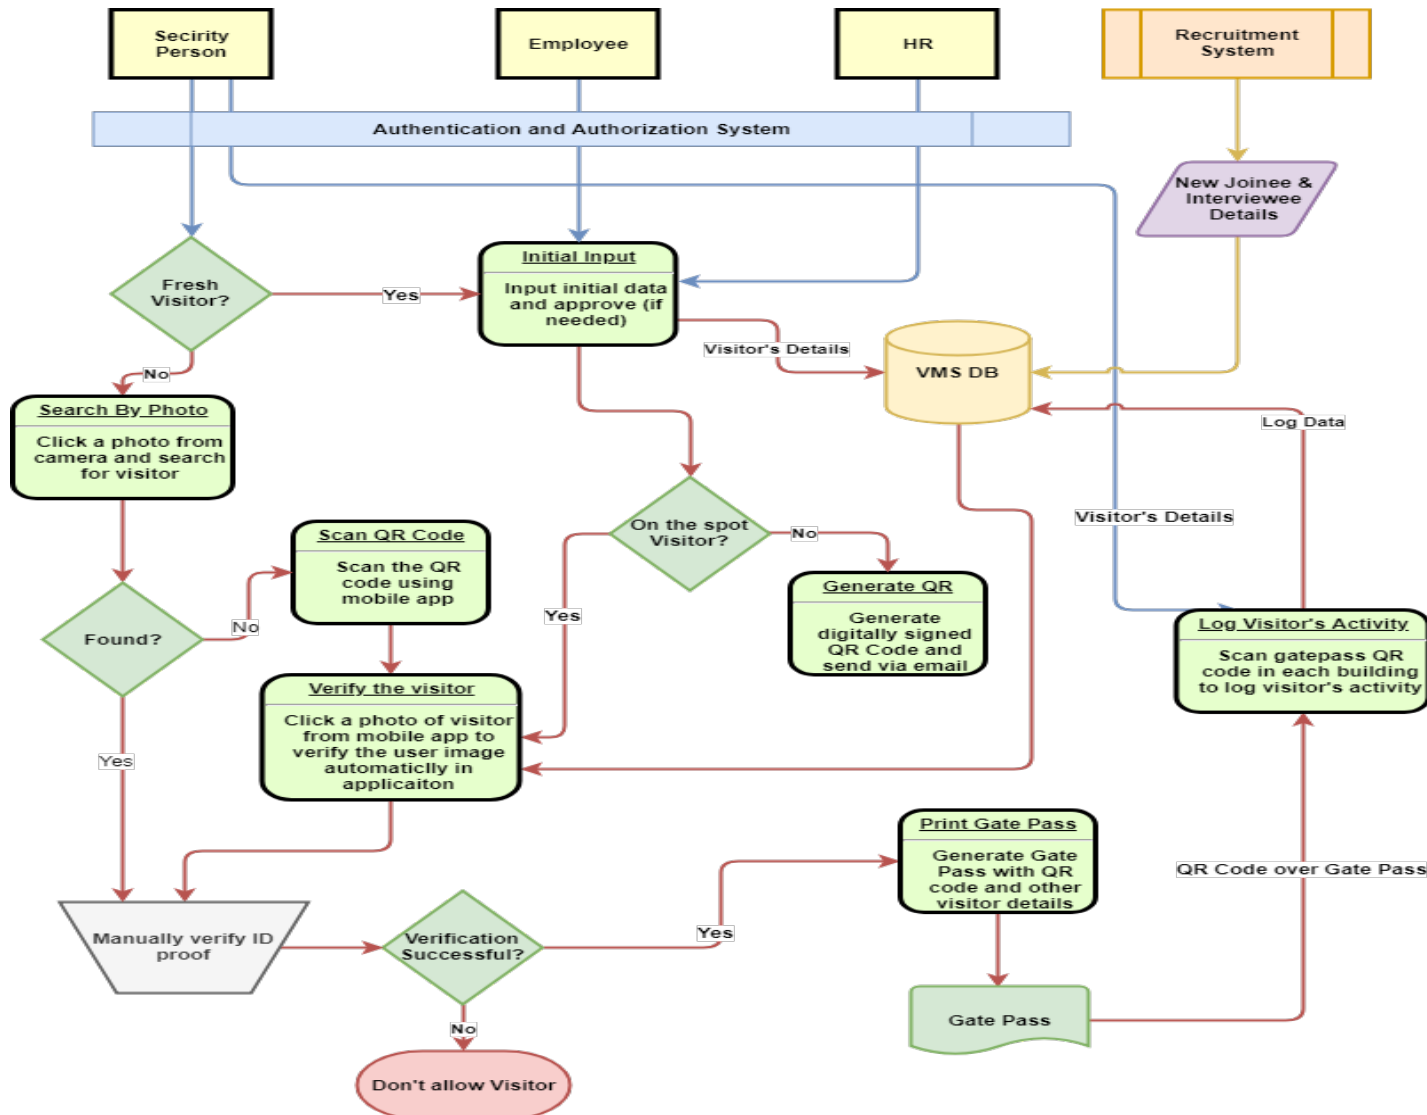 Secirity
Person
Employee
HR
Recruitment
System
Authentication and Authorization System
New Joinee &
Interviewee
Details
Fresh
Visitor?
Yes
Initial Input
Input initial data
and approve (if
needed)
Visitor's Details
VMS DB
No
Search By Photo
Click a photo from
camera and search
for visitor
Log Data
On the spot
Visitor?
No
Visitor's Details
Scan QR Code
Scan the QR
code using
mobile app
Generate QR
Generate
digitally signed
QR Code and
send via email
Yes
Found?
No
Log Visitor's Activity
Scan gatepass QR
code in each building
to log visitor's activity
Verify the visitor
Click a photo of visitor
from mobile app to
verify the user image
automaticlly in
applicaiton
Yes
Print Gate Pass
Generate Gate
Pass with QR
code and other
visitor details
QR Code over Gate Pass
Manually verify ID
proof
Verification
Successful?
Yes
No
Gate Pass
Don't allow Visitor